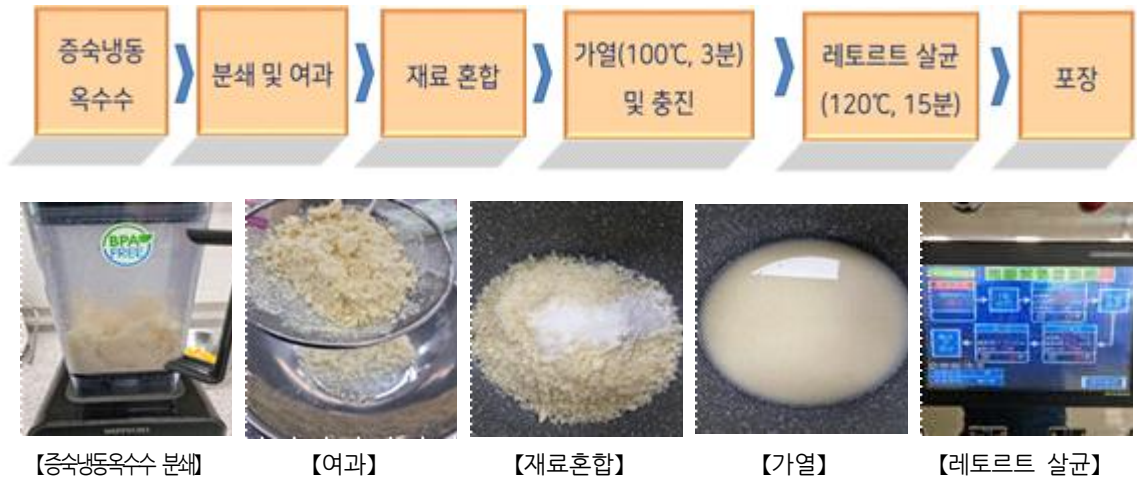 증숙냉동
옥수수
분쇄 및 여과
재료 혼합
가열(100℃, 3분)
및 충진
레토르트 살균
(120℃, 15분)
포장
BPA
FREE
【증숙냉동옥수수 분쇄】
【여과】
【재료혼합】
【가열】
【레토르트 살균】